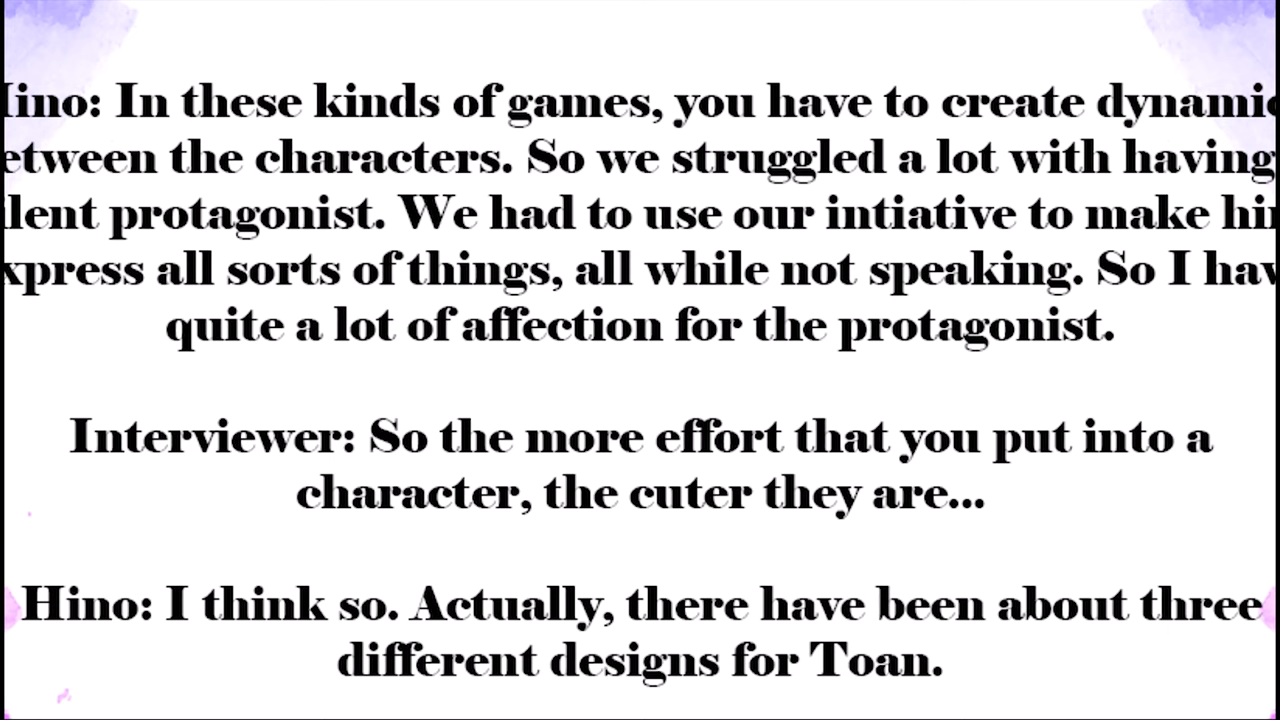 Hino: In these kinds of games, you have to create dynamic
etween the characters. So we struggled a lot with having
ilent protagonist. We had to use our intiative to make hi
xpress all sorts of things, all while not speaking. So I hav
quite a lot of affection for the protagonist.
Interviewer: So the more effort that you put into a
character, the cuter they are...
Hino: I think so. Actually, there have been about three
different designs for Toan.